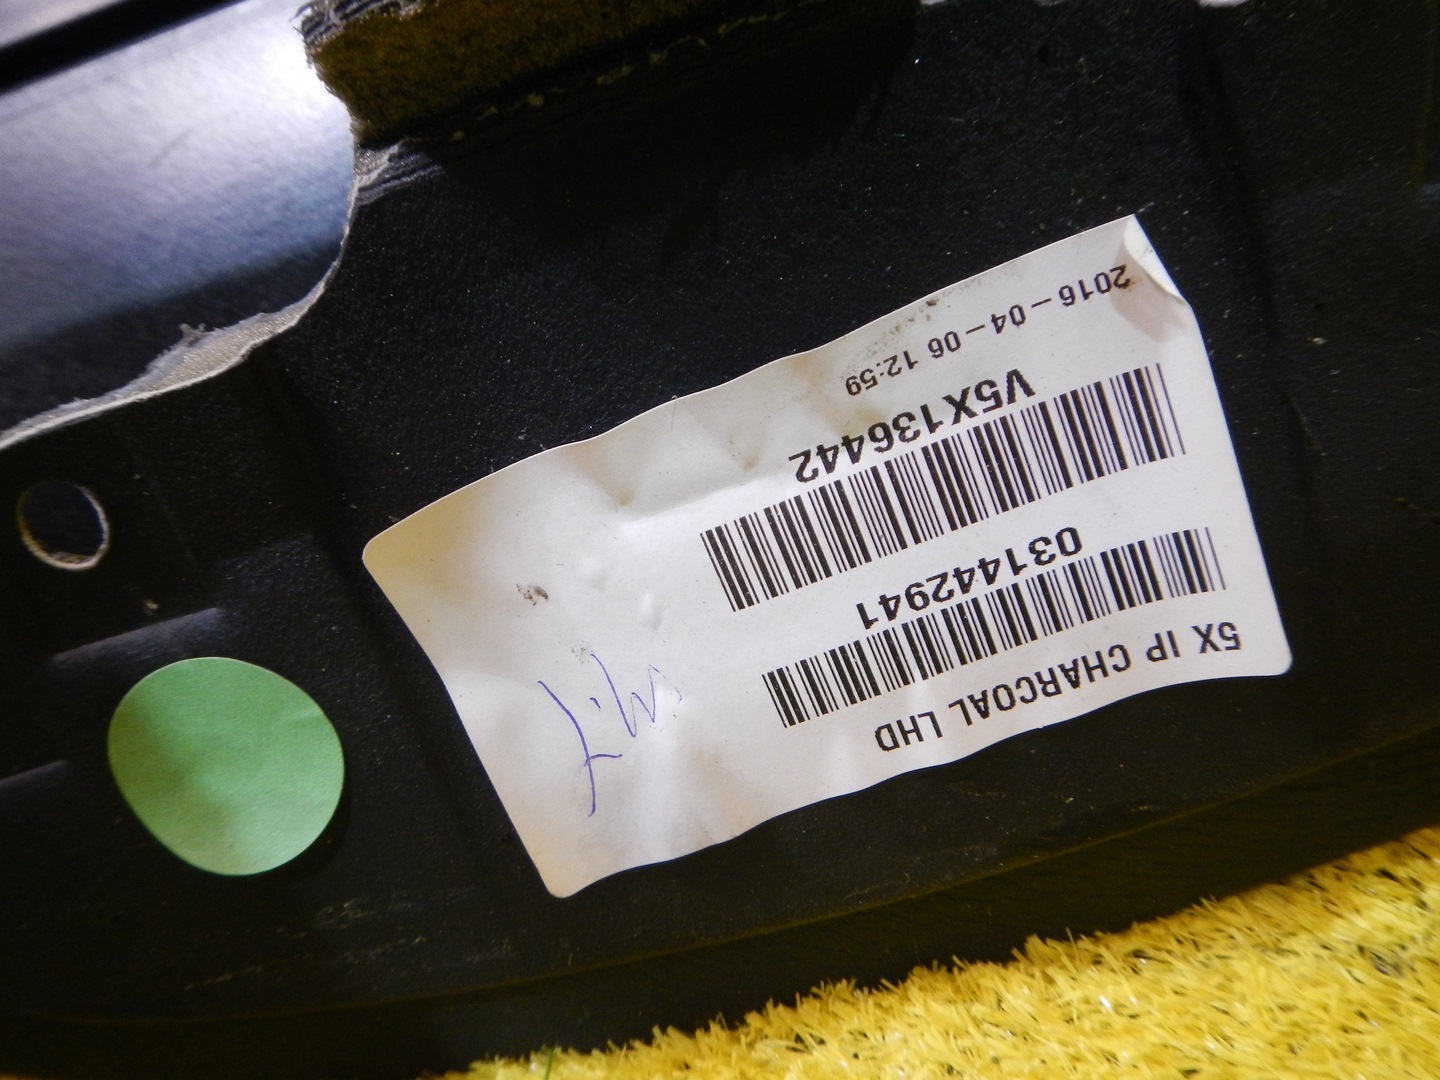 5X IP CHARCOAL LHD
031442941
V5X136442
2016-04-06 12:59